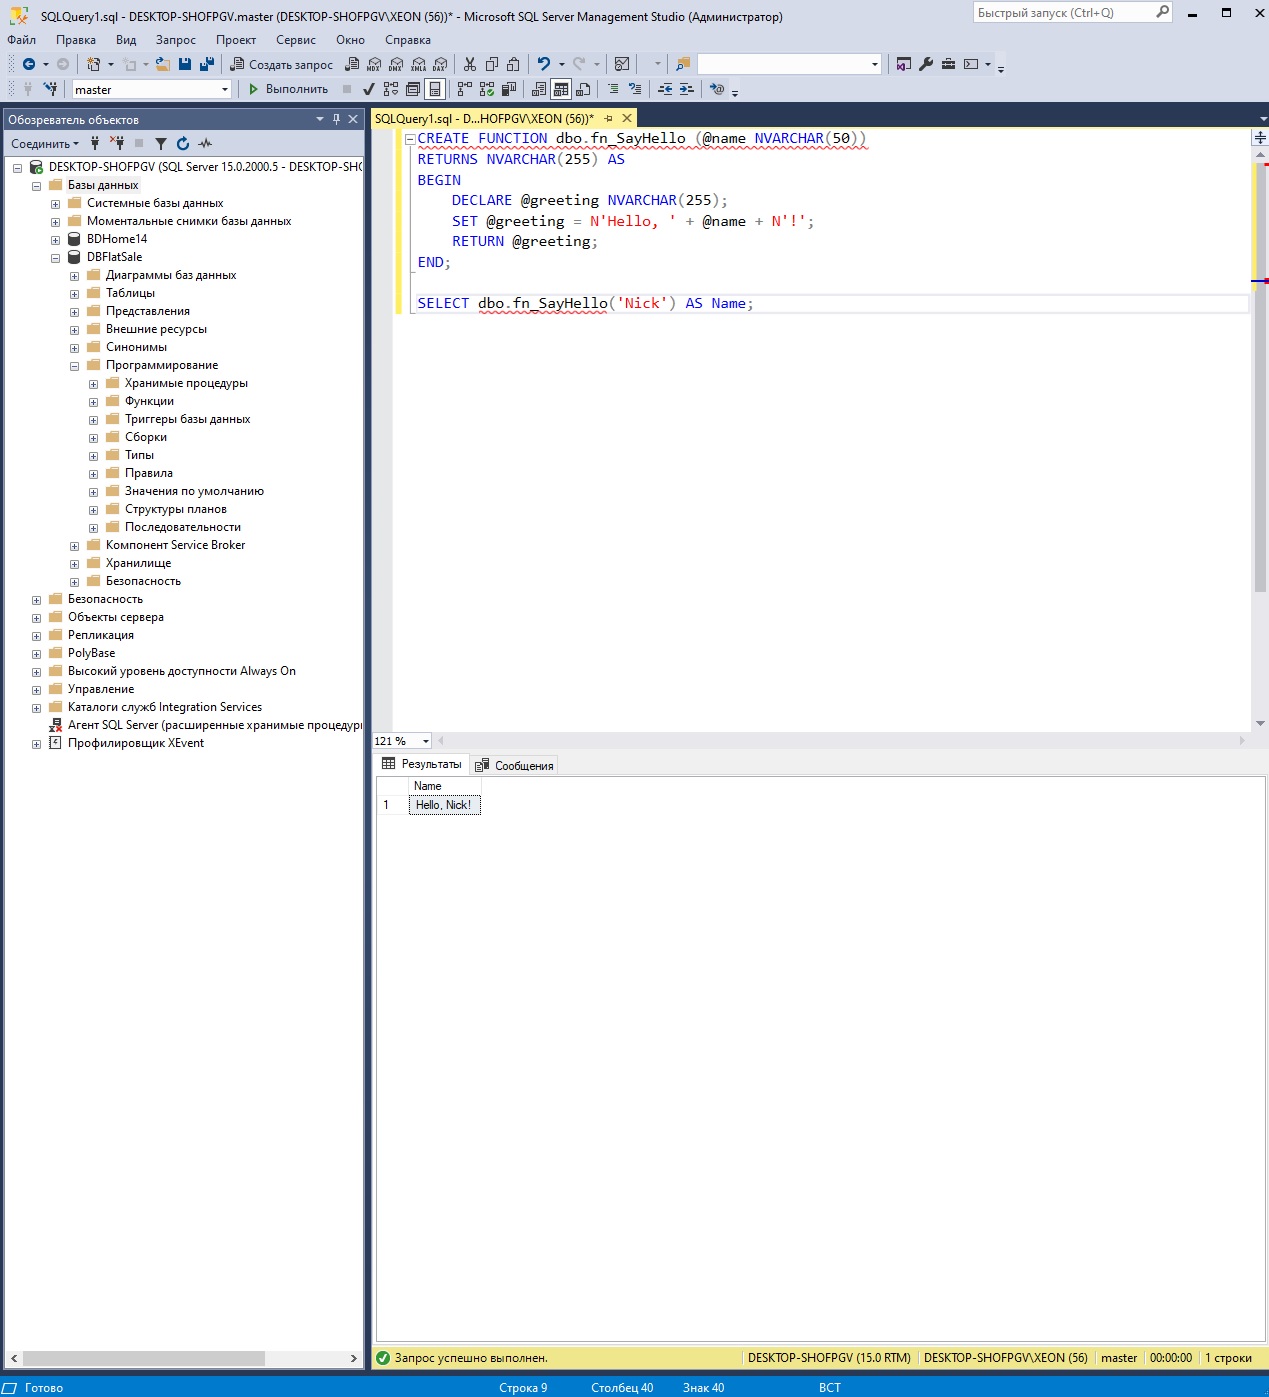 SQLQuery1.sql - DESKTOP-SHOFPGV.master (DESKTOP-SHOFPGV\XEON (56))* - Microsoft SQL Server Management Studio (Администратор)
Быстрый запуск (Ctrl+Q)
Файл Правка Вид Запрос Проект Сервис Окно Справка
Создать запрос MDX DMX XMLA DAX
master Выполнить
Обозреватель объектов
SQLQuery1.sql - D...HOFPGV\XEON (56))*
Соединить
DESKTOP-SHOFPGV (SQL Server 15.0.2000.5 - DESKTOP-SH
Базы данных
Системные базы данных
Моментальные снимки базы данных
BDHome14
DBFlatSale
Диаграммы баз данных
Таблицы
Представления
Внешние ресурсы
Синонимы
Программирование
Хранимые процедуры
Функции
Триггеры базы данных
Сборки
Типы
Правила
Значения по умолчанию
Структуры планов
Последовательности
Компонент Service Broker
Хранилище
Безопасность
Безопасность
Объекты сервера
Репликация
PolyBase
Высокий уровень доступности Always On
Управление
Каталоги служб Integration Services
Агент SQL Server (расширенные хранимые процедур
Профилировщик XEvent
CREATE FUNCTION dbo.fn_SayHello (@name NVARCHAR(50))
RETURNS NVARCHAR(255) AS
BEGIN
DECLARE @greeting NVARCHAR(255);
SET @greeting = N'Hello, ' + @name + N'!';
RETURN @greeting;
END;
SELECT dbo.fn_SayHello('Nick') AS Name;
121 %
Результаты Сообщения
Name
1 Hello, Nick!
Запрос успешно выполнен. DESKTOP-SHOFPGV (15.0 RTM) DESKTOP-SHOFPGV\XEON (56) master 00:00:00 1 строки
Готово Строка 9 Столбец 40 Знак 40 ВСТ